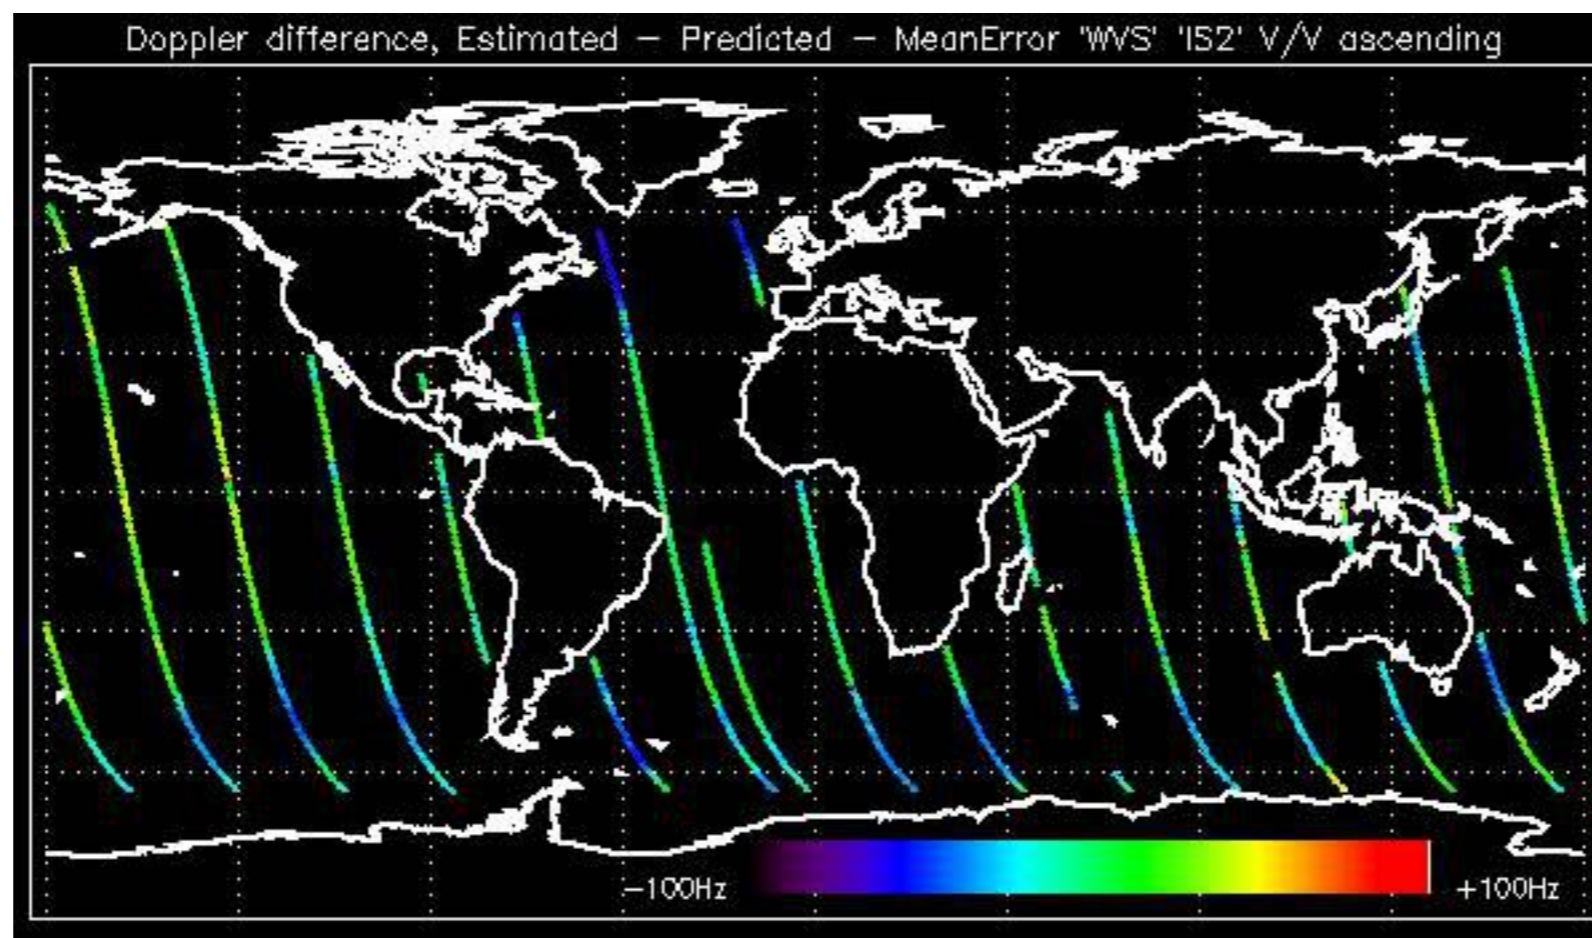 Doppler difference, Estimated – Predicted – MeanError 'WVS' 'IS2' V/V ascending
–100Hz
+100Hz